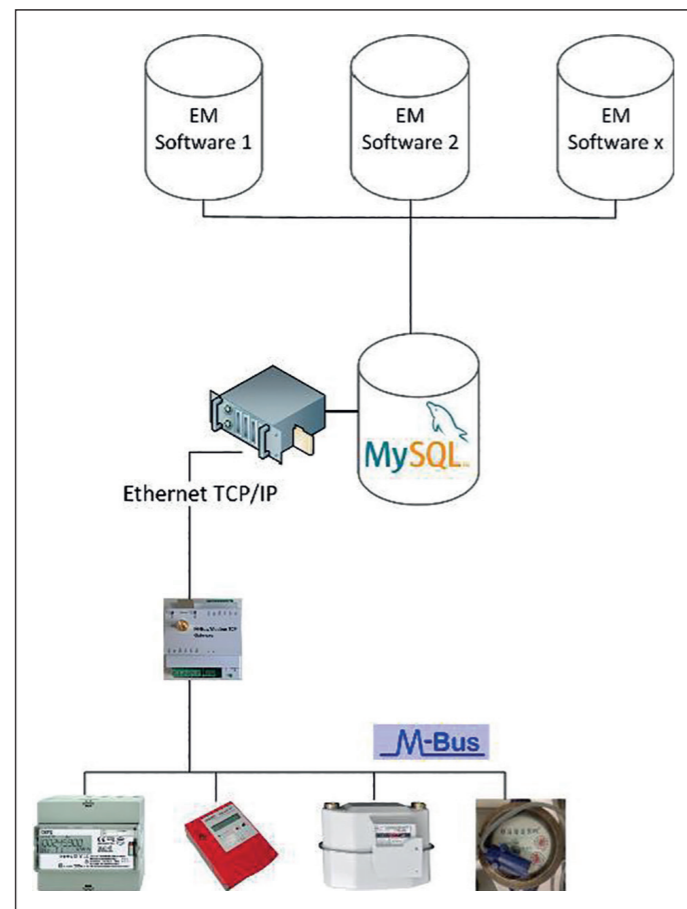 EM
Software 1
EM
Software 2
EM
Software x
MySQL
Ethernet TCP/IP
M-Bus